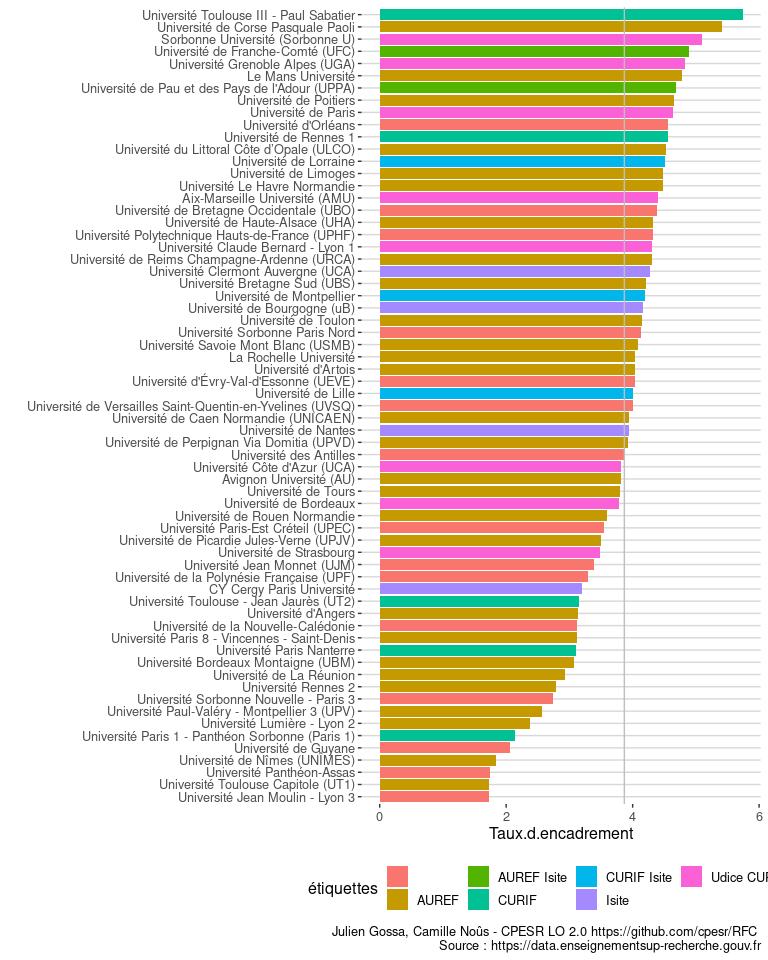 Université Toulouse III - Paul Sabatier
Université de Corse Pasquale Paoli
Sorbonne Université (Sorbonne U)
Université de Franche-Comté (UFC)
Université Grenoble Alpes (UGA)
Le Mans Université
Université de Pau et des Pays de l'Adour (UPPA)
Université de Poitiers
Université de Paris
Université d'Orléans
Université de Rennes 1
Université du Littoral Côte d'Opale (ULCO)
Université de Lorraine
Université de Limoges
Université Le Havre Normandie
Aix-Marseille Université (AMU)
Université de Bretagne Occidentale (UBO)
Université de Haute-Alsace (UHA)
Université Polytechnique Hauts-de-France (UPHF)
Université Claude Bernard - Lyon 1
Université de Reims Champagne-Ardenne (URCA)
Université Clermont Auvergne (UCA)
Université Bretagne Sud (UBS)
Université de Montpellier
Université de Bourgogne (uB)
Université de Toulon
Université Sorbonne Paris Nord
Université Savoie Mont Blanc (USMB)
La Rochelle Université
Université d'Artois
Université d'Évry-Val-d'Essonne (UEVE)
Université de Lille
Université de Versailles Saint-Quentin-en-Yvelines (UVSQ)
Université de Caen Normandie (UNICAEN)
Université de Nantes
Université de Perpignan Via Domitia (UPVD)
Université des Antilles
Université Côte d'Azur (UCA)
Avignon Université (AU)
Université de Tours
Université de Bordeaux
Université de Rouen Normandie
Université Paris-Est Créteil (UPEC)
Université de Picardie Jules-Verne (UPJV)
Université de Strasbourg
Université Jean Monnet (UJM)
Université de la Polynésie Française (UPF)
CY Cergy Paris Université
Université Toulouse - Jean Jaurès (UT2)
Université d'Angers
Université de la Nouvelle-Calédonie
Université Paris 8 - Vincennes - Saint-Denis
Université Paris Nanterre
Université Bordeaux Montaigne (UBM)
Université de La Réunion
Université Rennes 2
Université Sorbonne Nouvelle - Paris 3
Université Paul-Valéry - Montpellier 3 (UPV)
Université Lumière - Lyon 2
Université Paris 1 - Panthéon Sorbonne (Paris 1)
Université de Guyane
Université de Nîmes (UNIMES)
Université Panthéon-Assas
Université Toulouse Capitole (UT1)
Université Jean Moulin - Lyon 3
0 2 4 6
Taux.d.encadrement
étiquettes
AUREF Isite CURIF Isite Udice CUR
AUREF CURIF Isite
Julien Gossa, Camille Noûs - CPESR LO 2.0 https://github.com/cpesr/RFC
Source : https://data.enseignementsup-recherche.gouv.fr